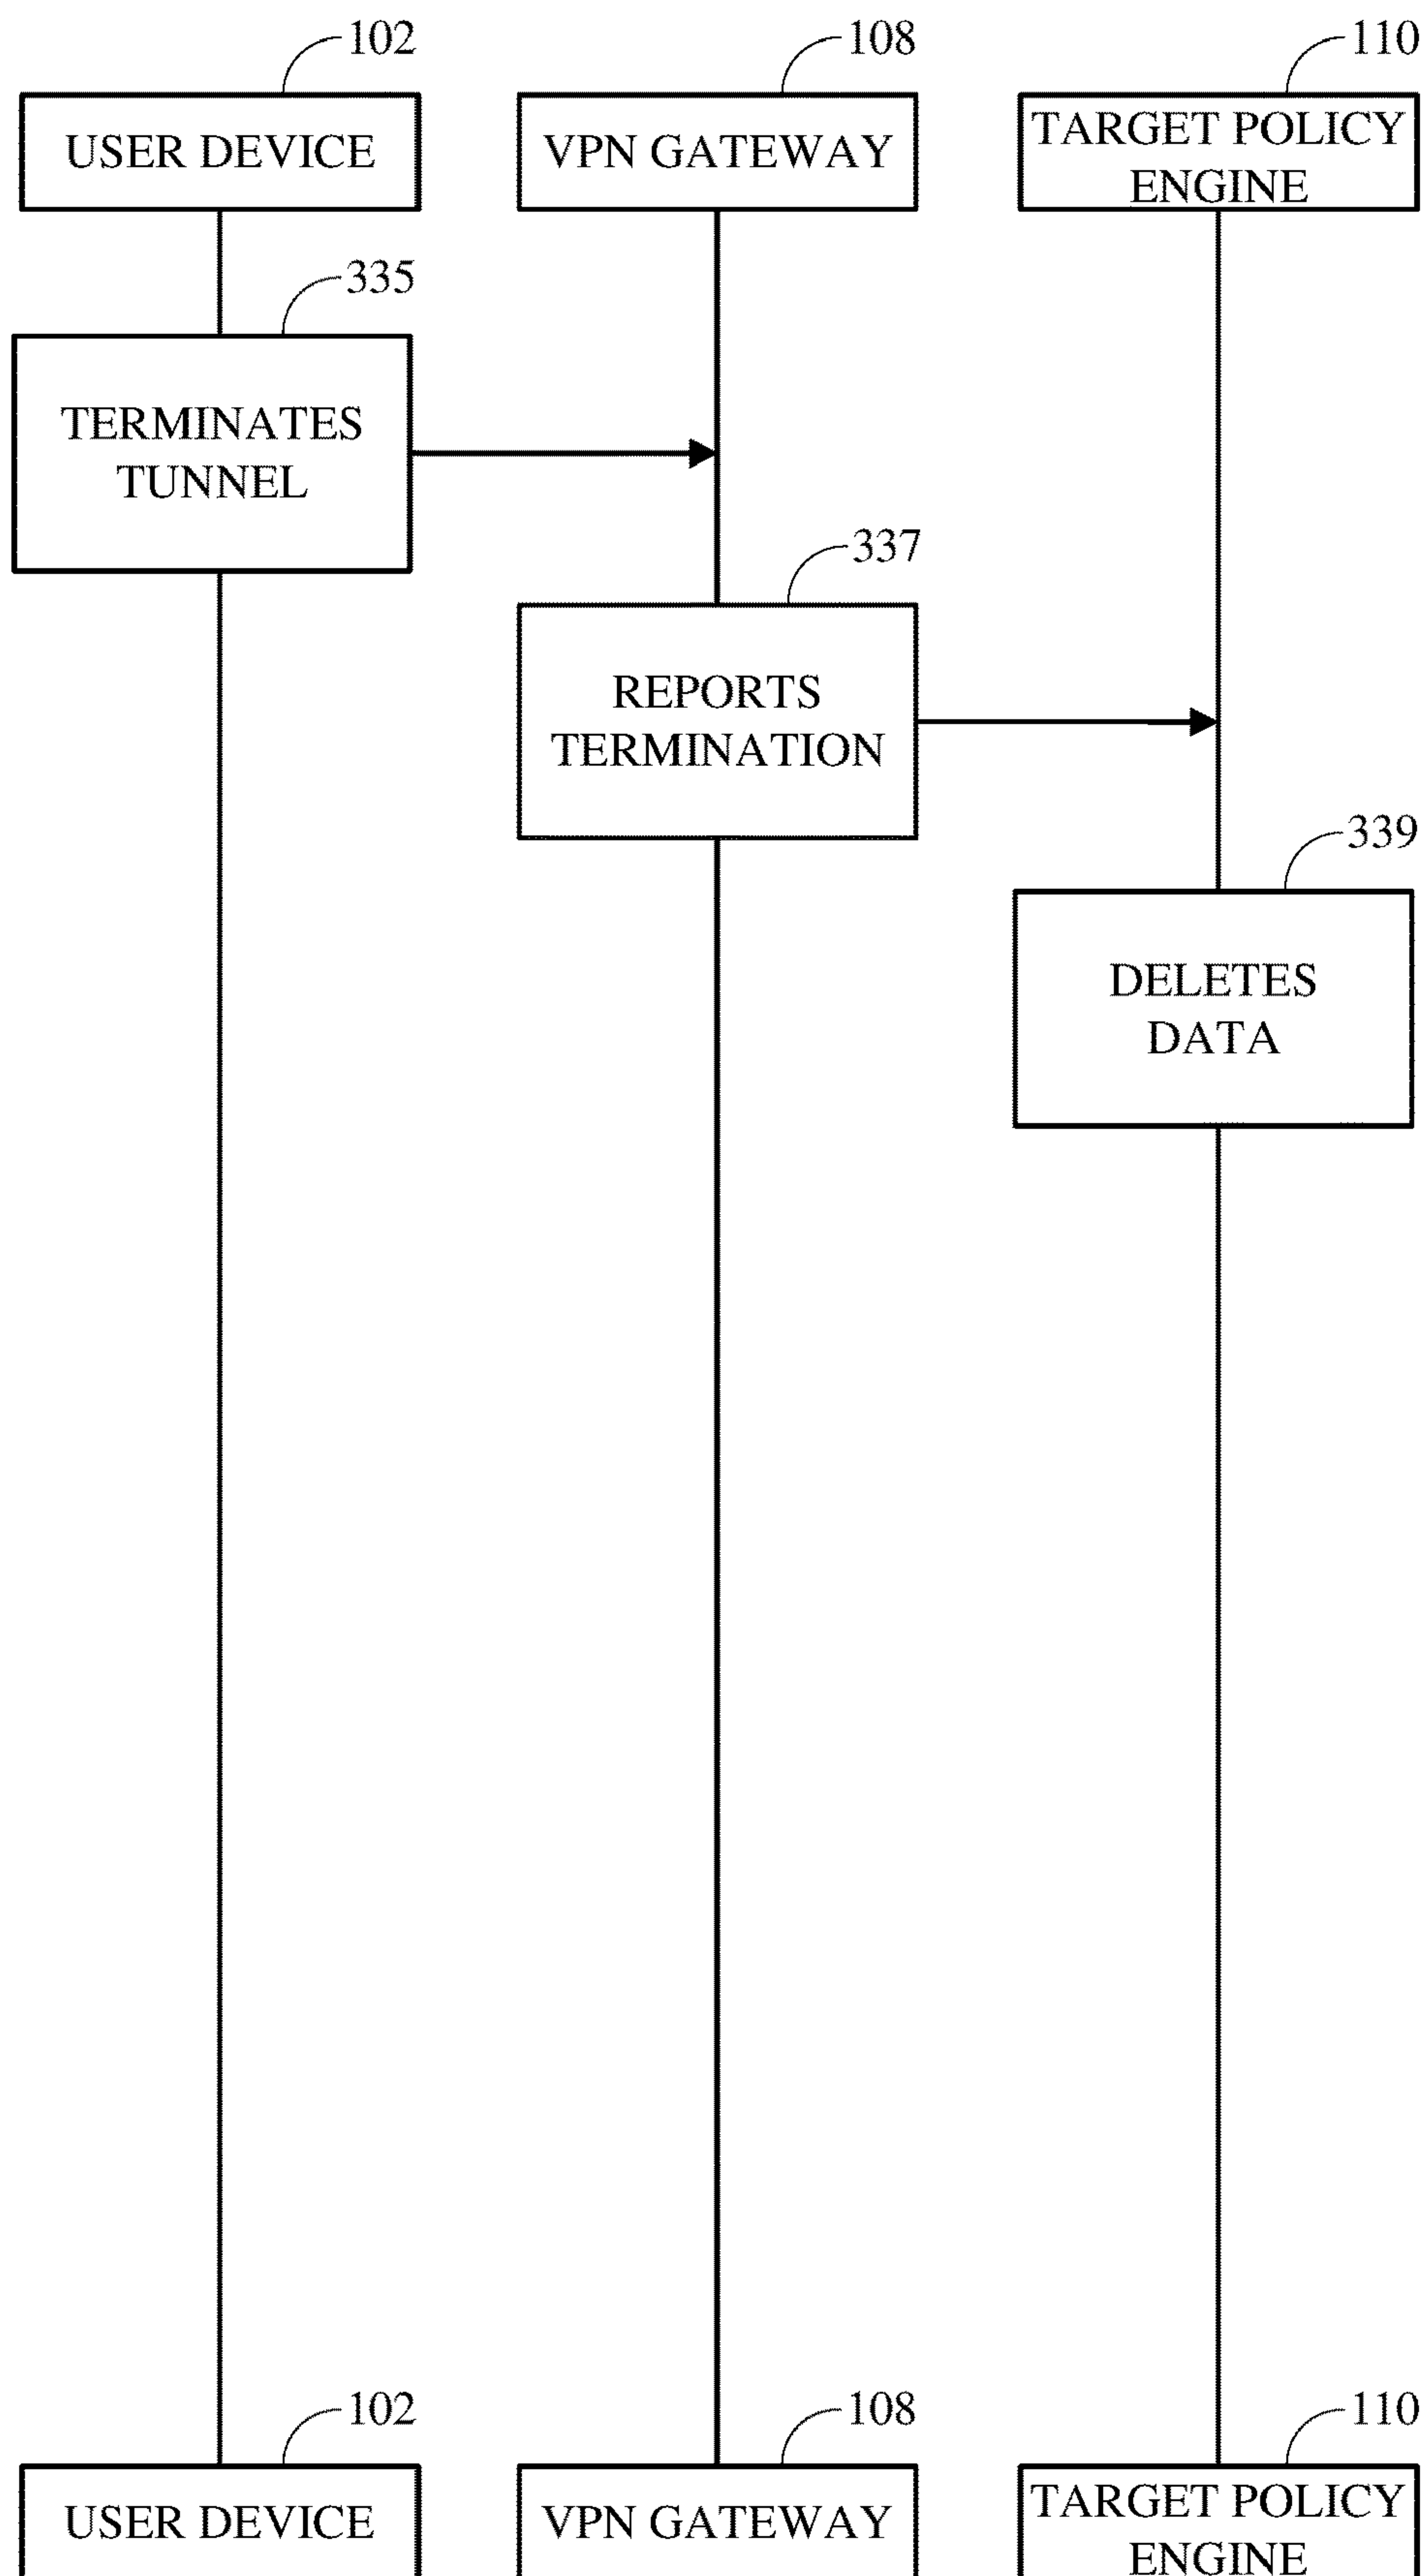 102
108
110
USER DEVICE
VPN GATEWAY
TARGET POLICY
ENGINE
335
TERMINATES
TUNNEL
337
REPORTS
TERMINATION
339
DELETES
DATA
102
108
110
USER DEVICE
VPN GATEWAY
TARGET POLICY
ENGINE